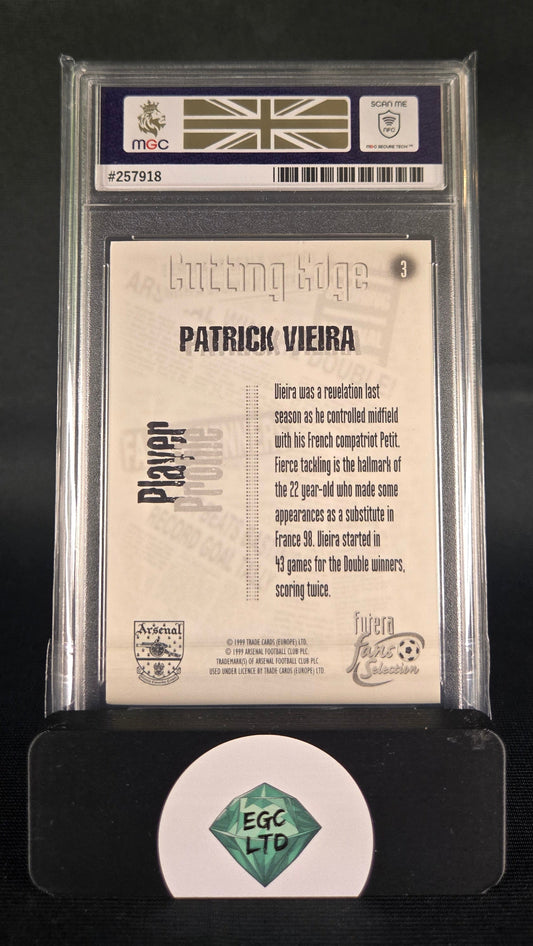 MGC
SCAN ME
NFC
MGC SECURE TECH™
#257918
Cutting Edge
3
PATRICK VIEIRA
Player
Profile
Vieira was a revelation last
season as he controlled midfield
with his French compatriot Petit.
Fierce tackling is the hallmark of
the 22 year-old who made some
appearances as a substitute in
France 98. Vieira started in
43 games for the Double winners,
scoring twice.
Arsenal
© 1999 TRADE CARDS (EUROPE) LTD.
© 1999 ARSENAL FOOTBALL CLUB PLC.
TRADEMARK(S) OF ARSENAL FOOTBALL CLUB PLC.
USED UNDER LICENCE BY TRADE CARDS (EUROPE) LTD.
futera
Fans
Selection
EGC
LTD